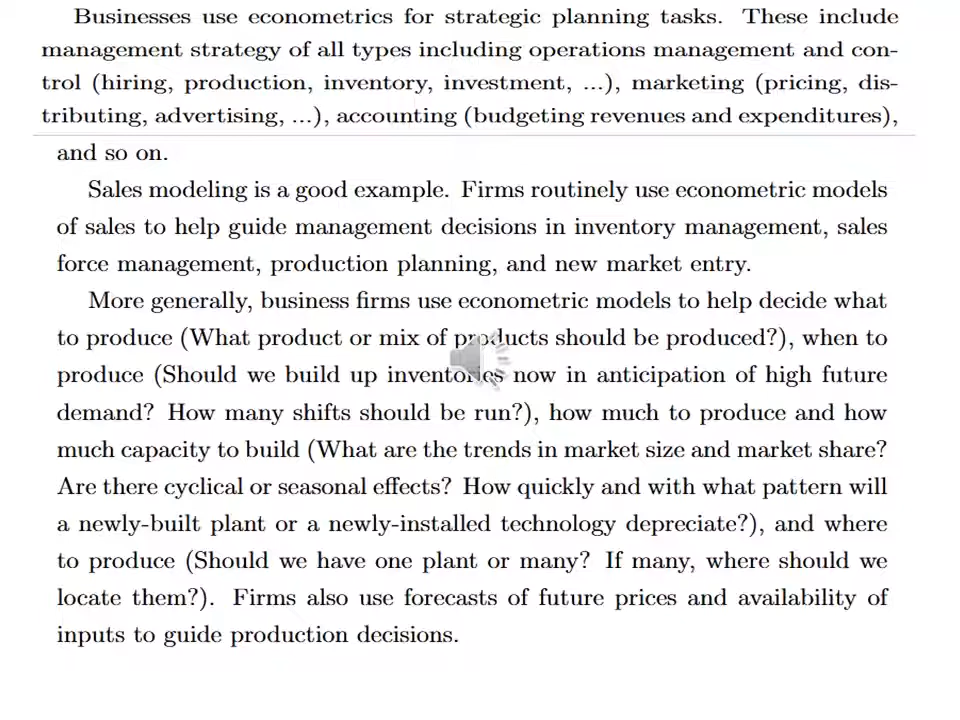 Businesses use econometrics for strategic planning tasks. These include
management strategy of all types including operations management and con-
trol (hiring, production, inventory, investment, ...), marketing (pricing, dis-
tributing, advertising, ...), accounting (budgeting revenues and expenditures),
and so on.
Sales modeling is a good example. Firms routinely use econometric models
of sales to help guide management decisions in inventory management, sales
force management, production planning, and new market entry.
More generally, business firms use econometric models to help decide what
to produce (What product or mix of products should be produced?), when to
produce (Should we build up inventories now in anticipation of high future
demand? How many shifts should be run?), how much to produce and how
much capacity to build (What are the trends in market size and market share?
Are there cyclical or seasonal effects? How quickly and with what pattern will
a newly-built plant or a newly-installed technology depreciate?), and where
to produce (Should we have one plant or many? If many, where should we
locate them?). Firms also use forecasts of future prices and availability of
inputs to guide production decisions.